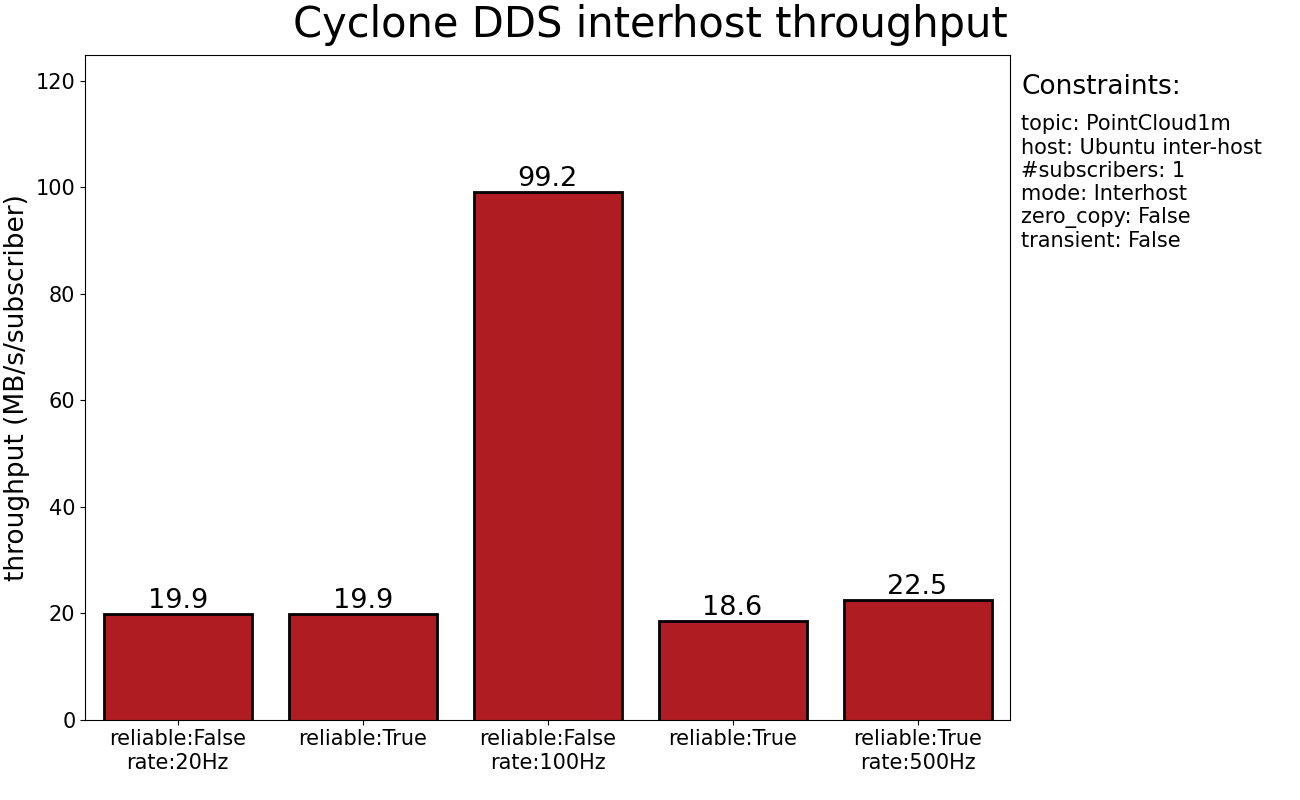 Cyclone DDS interhost throughput
throughput (MB/s/subscriber)
120
100
80
60
40
20
0
19.9
19.9
99.2
18.6
22.5
reliable:False
rate:20Hz
reliable:True
reliable:False
rate:100Hz
reliable:True
reliable:True
rate:500Hz
Constraints:
topic: PointCloud1m
host: Ubuntu inter-host
#subscribers: 1
mode: Interhost
zero_copy: False
transient: False